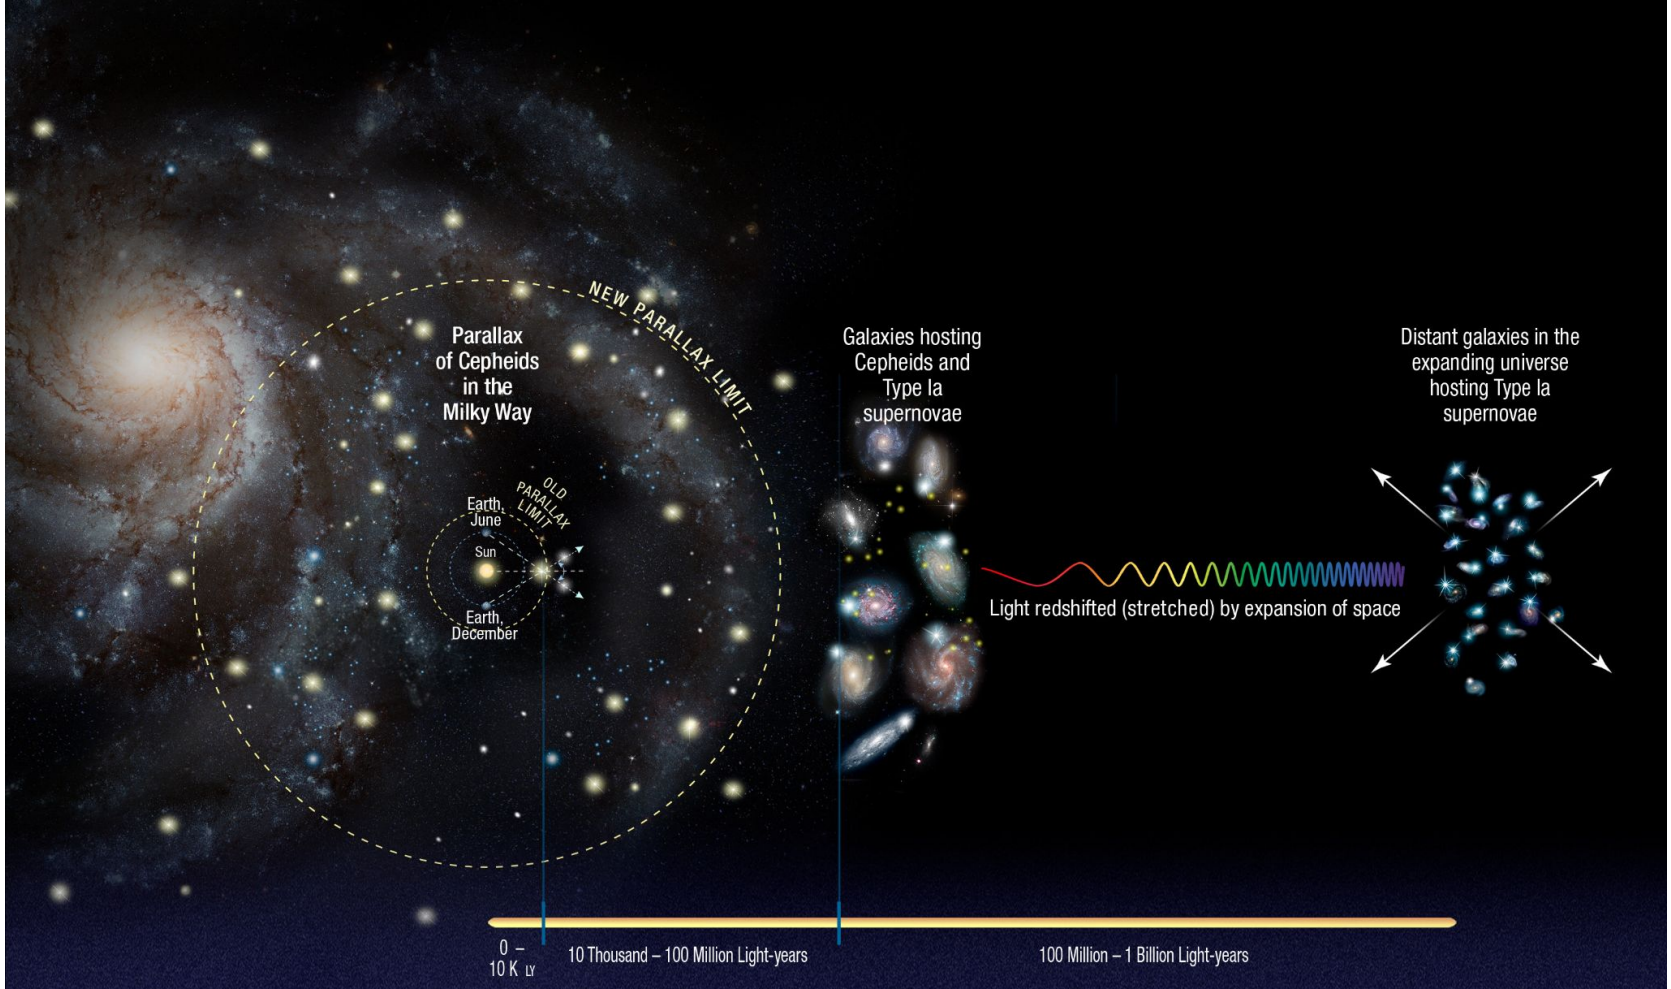 NEW PARALLAX LIMIT
Parallax
of Cepheids
in the
Milky Way
OLD
PARALLAX
LIMIT
Earth,
June
Sun
Earth,
December
Galaxies hosting
Cepheids and
Type Ia
supernovae
Light redshifted (stretched) by expansion of space
Distant galaxies in the
expanding universe
hosting Type Ia
supernovae
0 –
10 K LY
10 Thousand – 100 Million Light-years
100 Million – 1 Billion Light-years